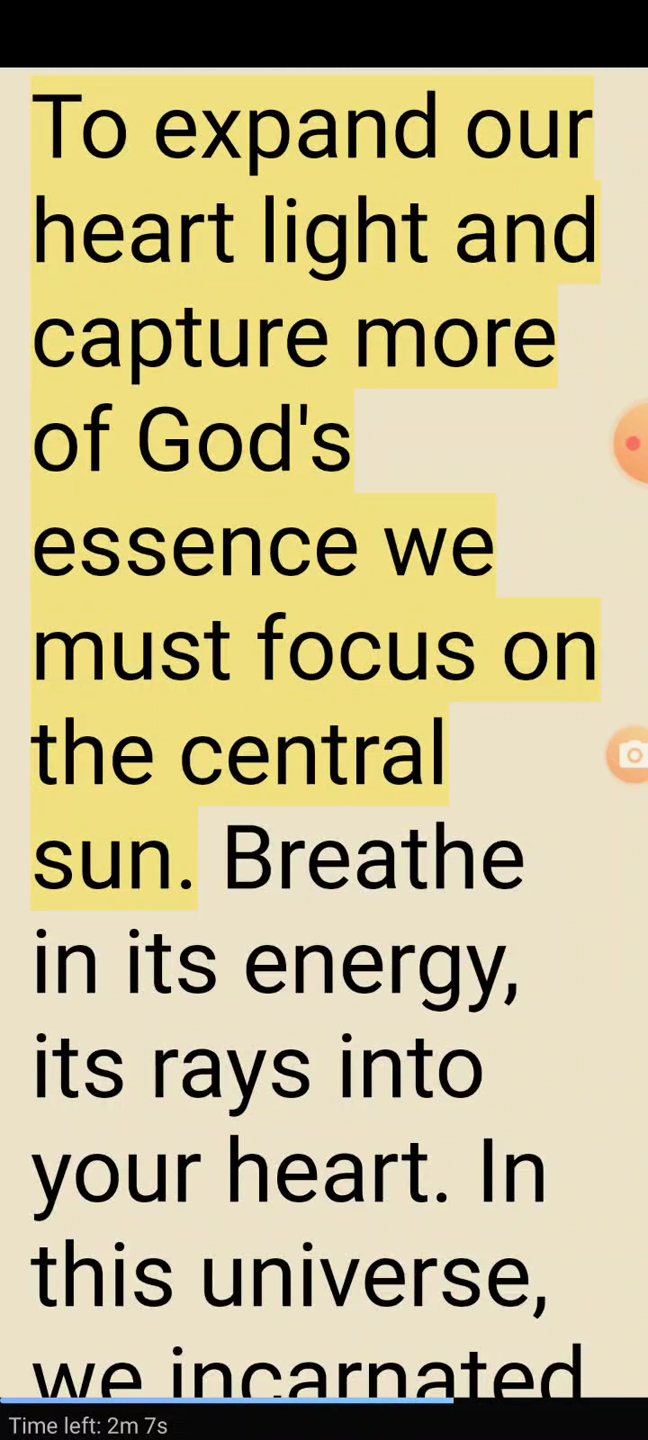 To expand our
heart light and
capture more
of God's
essence we
must focus on
the central
sun. Breathe
in its energy,
its rays into
your heart. In
this universe,
we incarnated
Time left: 2m 7s